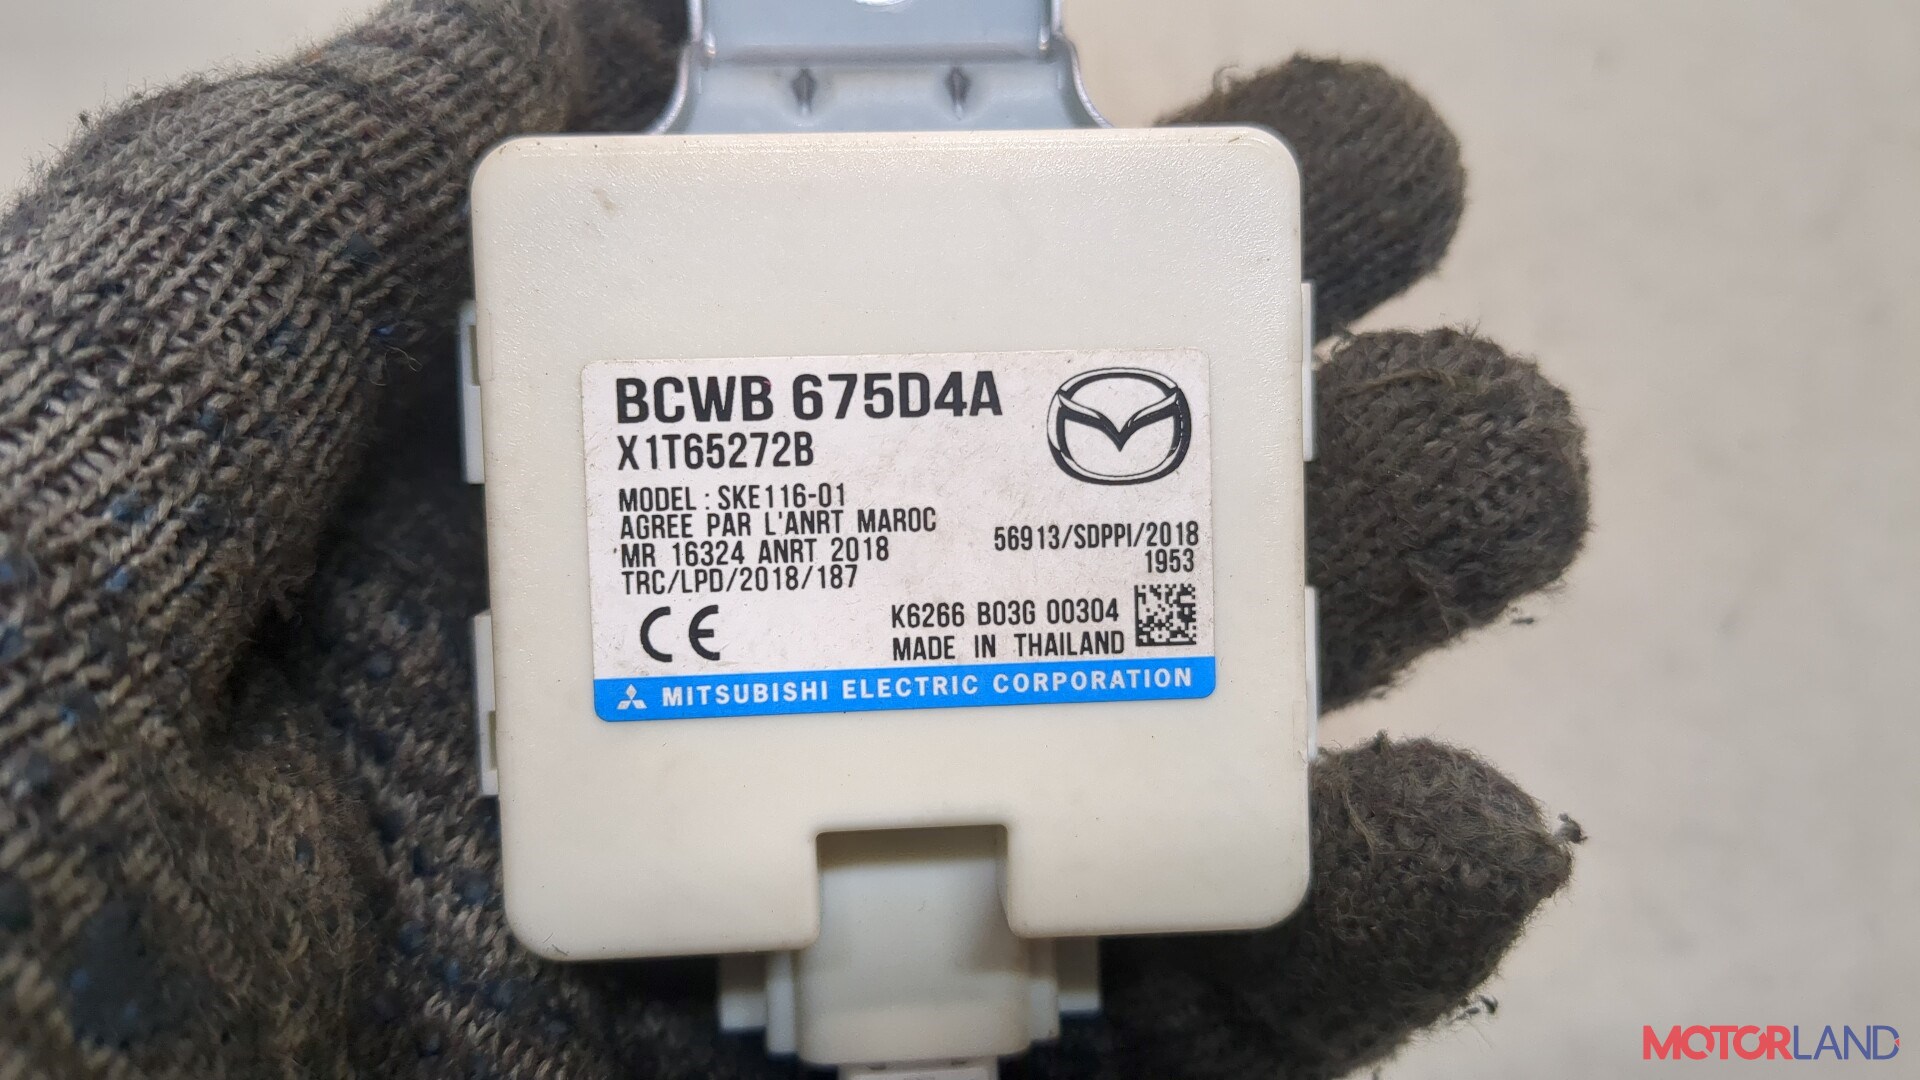 BCWB 675D4A
X1T65272B
MODEL : SKE116-01
AGREE PAR L'ANRT MAROC
MR 16324 ANRT 2018
TRC/LPD/2018/187
56913/SDPPI/2018
1953
CE
K6266 B03G 00304
MADE IN THAILAND
MITSUBISHI ELECTRIC CORPORATION
MOTORLAND